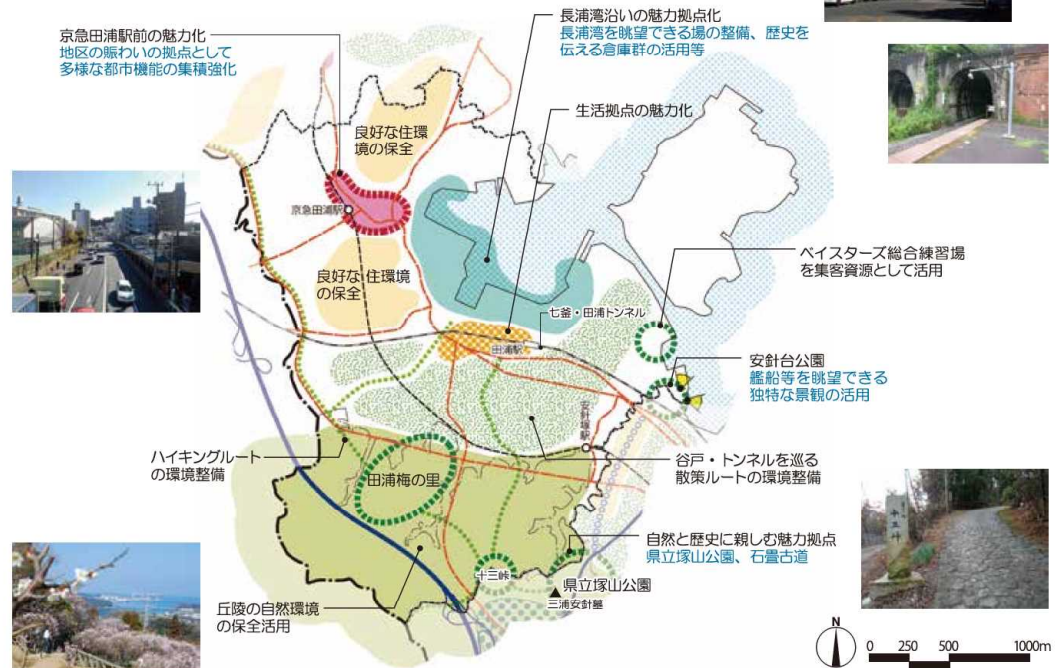 京急田浦駅前の魅力化
地区の賑わいの拠点として
多様な都市機能の集積強化
長浦湾沿いの魅力拠点化
長浦湾を眺望できる場の整備、歴史を
伝える倉庫群の活用等
生活拠点の魅力化
良好な住環
境の保全
京急田浦駅
良好な住環境
の保全
ベイスターズ総合練習場
を集客資源として活用
七釜・田浦トンネル
田浦駅
安針台公園
艦船等を眺望できる
独特な景観の活用
安針塚駅
ハイキングルート
の環境整備
田浦梅の里
谷戸・トンネルを巡る
散策ルートの環境整備
自然と歴史に親しむ魅力拠点
県立塚山公園、石畳古道
十三峠
県立塚山公園
三浦安針墓
丘陵の自然環境
の保全活用
十三峠
N
0 250 500 1000m